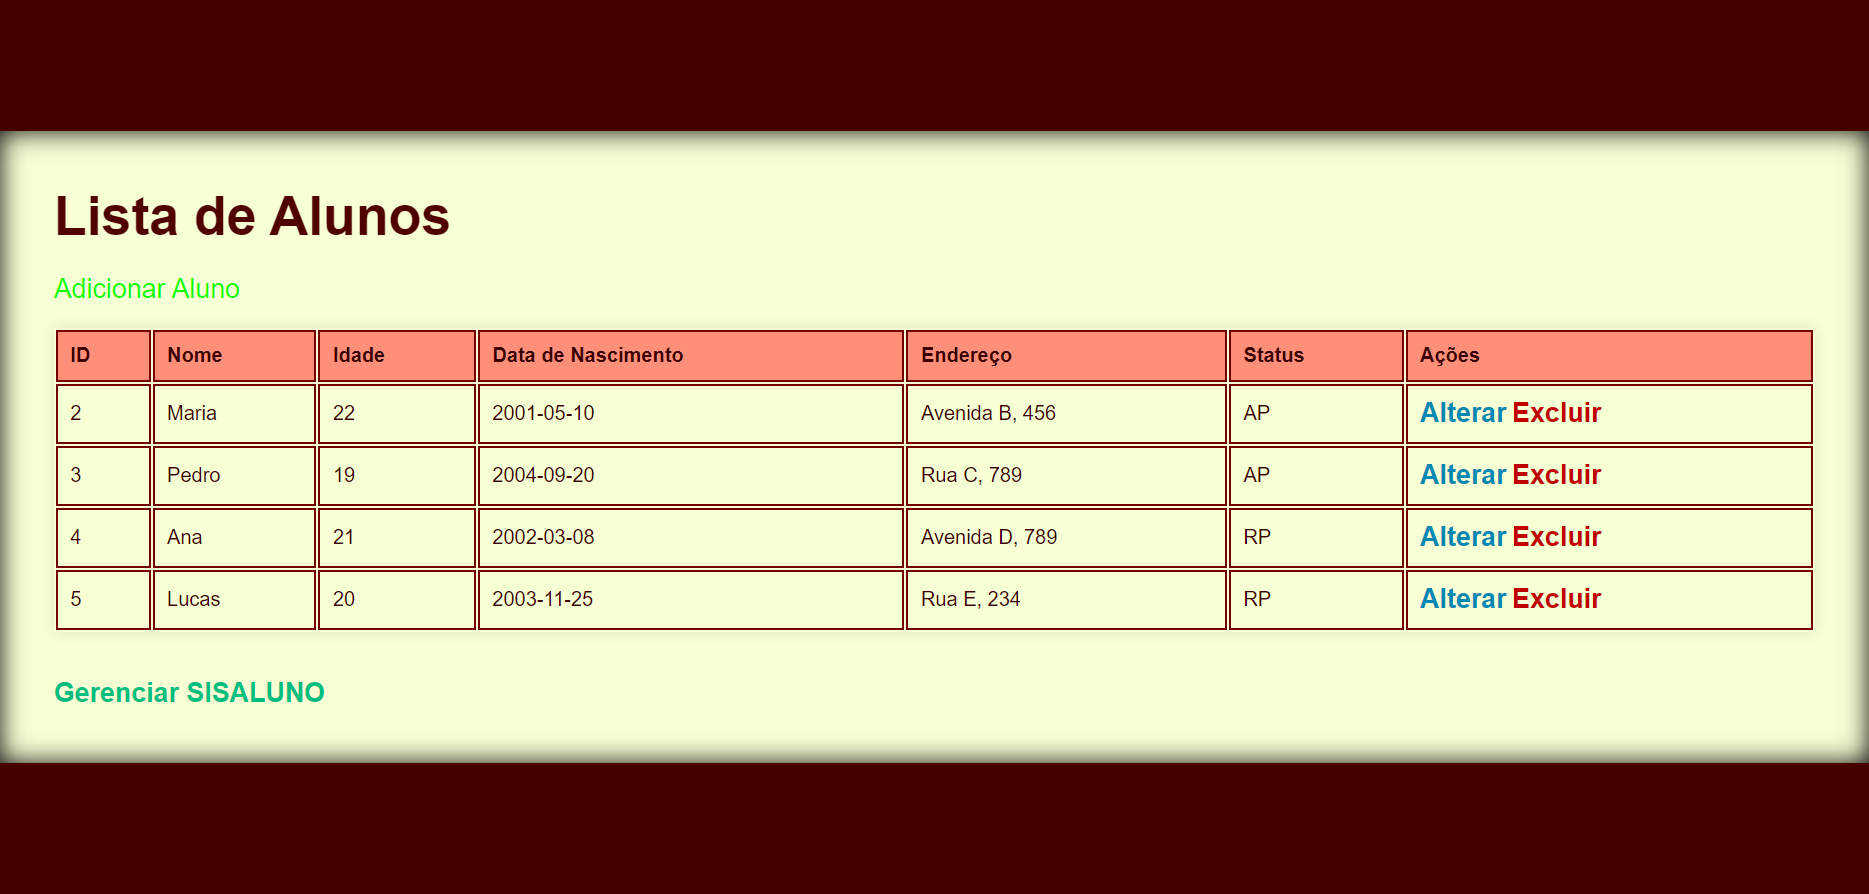 Lista de Alunos
Adicionar Aluno
ID Nome Idade Data de Nascimento Endereço Status Ações
2 Maria 22 2001-05-10 Avenida B, 456 AP Alterar Excluir
3 Pedro 19 2004-09-20 Rua C, 789 AP Alterar Excluir
4 Ana 21 2002-03-08 Avenida D, 789 RP Alterar Excluir
5 Lucas 20 2003-11-25 Rua E, 234 RP Alterar Excluir
Gerenciar SISALUNO